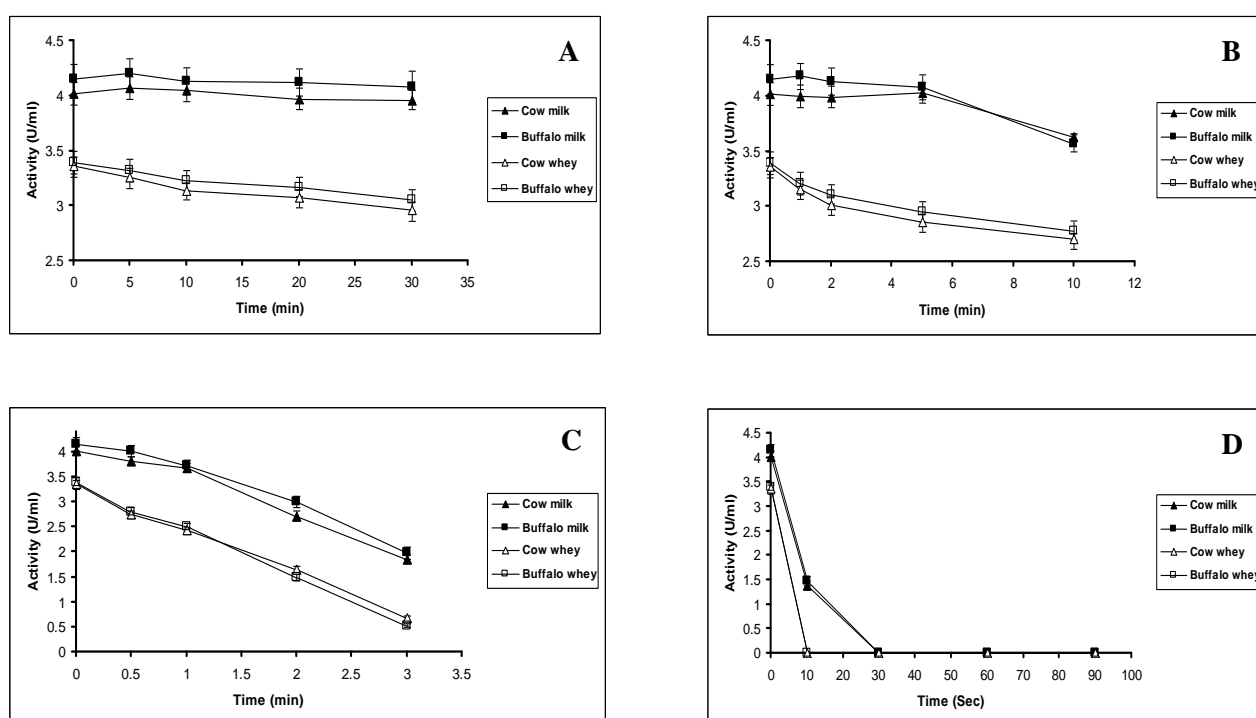 A
4.5
4
3.5
3
2.5
Activity (U/ml)
0 5 10 15 20 25 30 35
Time (min)
Cow milk
Buffalo milk
Cow whey
Buffalo whey
B
4.5
4
3.5
3
2.5
Activity (U/ml)
0 2 4 6 8 10 12
Time (min)
Cow milk
Buffalo milk
Cow whey
Buffalo whey
C
4
3.5
3
2.5
2
1.5
1
0.5
0
Activity (U/ml)
0 0.5 1 1.5 2 2.5 3 3.5
Time (min)
Cow milk
Buffalo milk
Cow whey
Buffalo whey
D
4.5
4
3.5
3
2.5
2
1.5
1
0.5
0
Activity (U/ml)
0 10 20 30 40 50 60 70 80 90 100
Time (Sec)
Cow milk
Buffalo milk
Cow whey
Buffalo whey